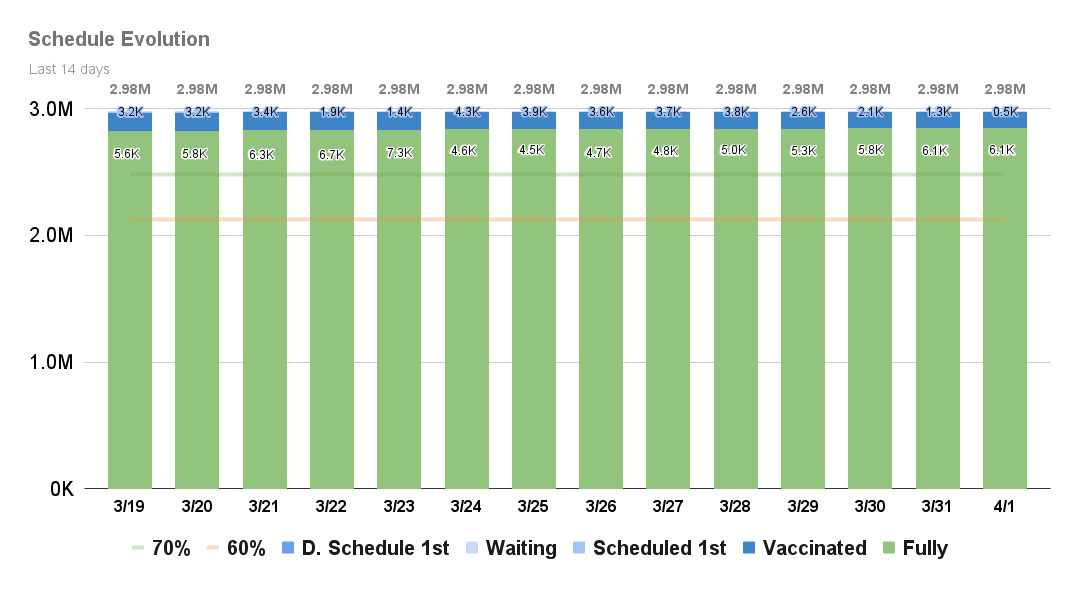 Schedule Evolution
Last 14 days
2.98M 2.98M 2.98M 2.98M 2.98M 2.98M 2.98M 2.98M 2.98M 2.98M 2.98M 2.98M 2.98M 2.98M
3.0M
3.2K 3.2K 3.4K 1.9K 1.4K 4.3K 3.9K 3.6K 3.7K 3.8K 2.6K 2.1K 1.3K 0.5K
5.6K 5.8K 6.3K 6.7K 7.3K 4.6K 4.5K 4.7K 4.8K 5.0K 5.3K 5.8K 6.1K 6.1K
2.0M
1.0M
0K
3/19 3/20 3/21 3/22 3/23 3/24 3/25 3/26 3/27 3/28 3/29 3/30 3/31 4/1
70% 60% D. Schedule 1st Waiting Scheduled 1st Vaccinated Fully